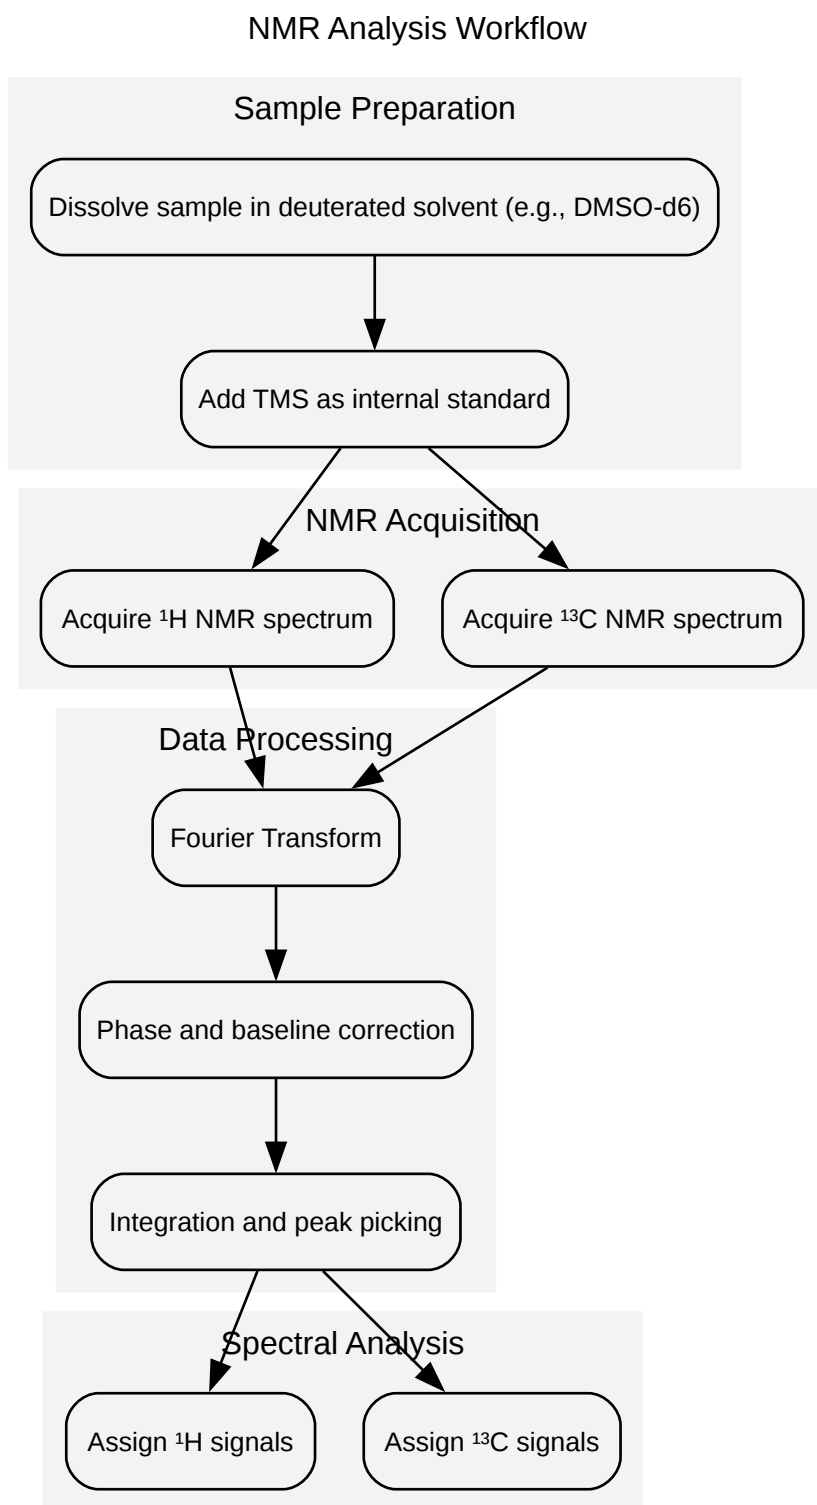 NMR Analysis Workflow
Sample Preparation
Dissolve sample in deuterated solvent (e.g., DMSO-d6)
Add TMS as internal standard
NMR Acquisition
Acquire ¹H NMR spectrum
Acquire ¹³C NMR spectrum
Data Processing
Fourier Transform
Phase and baseline correction
Integration and peak picking
Spectral Analysis
Assign ¹H signals
Assign ¹³C signals